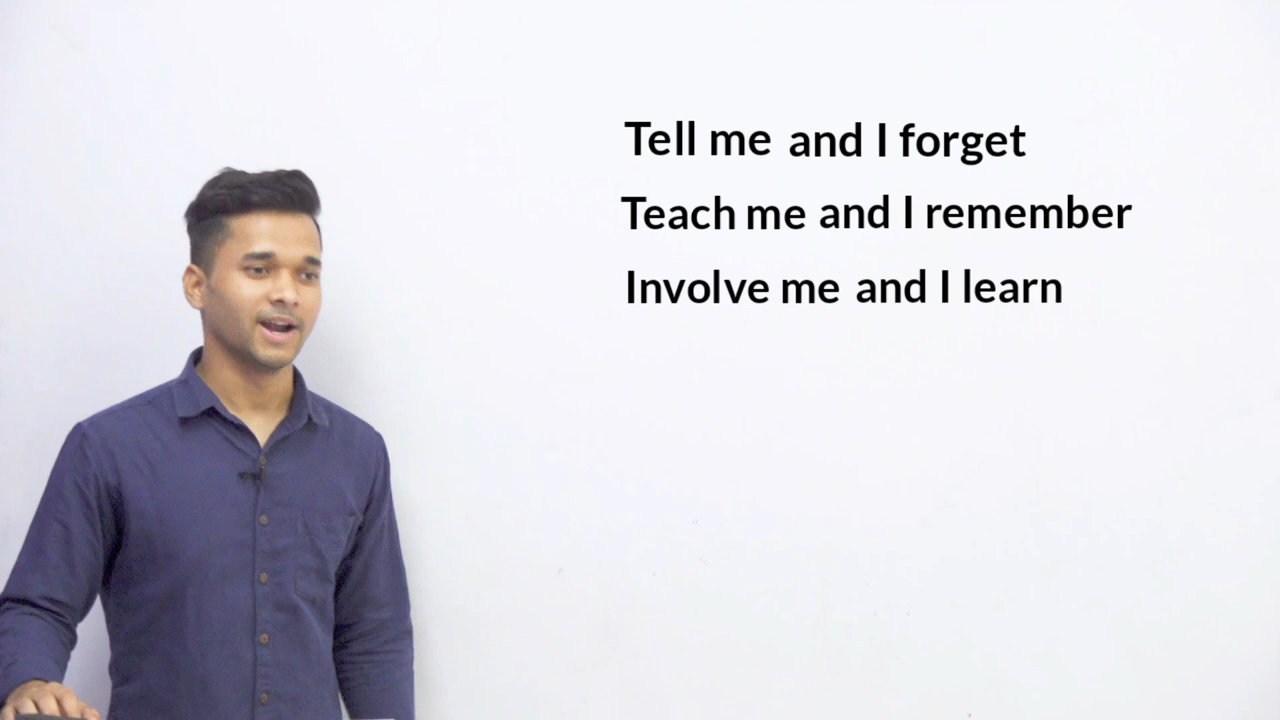 Tell me and I forget
Teach me and I remember
Involve me and I learn